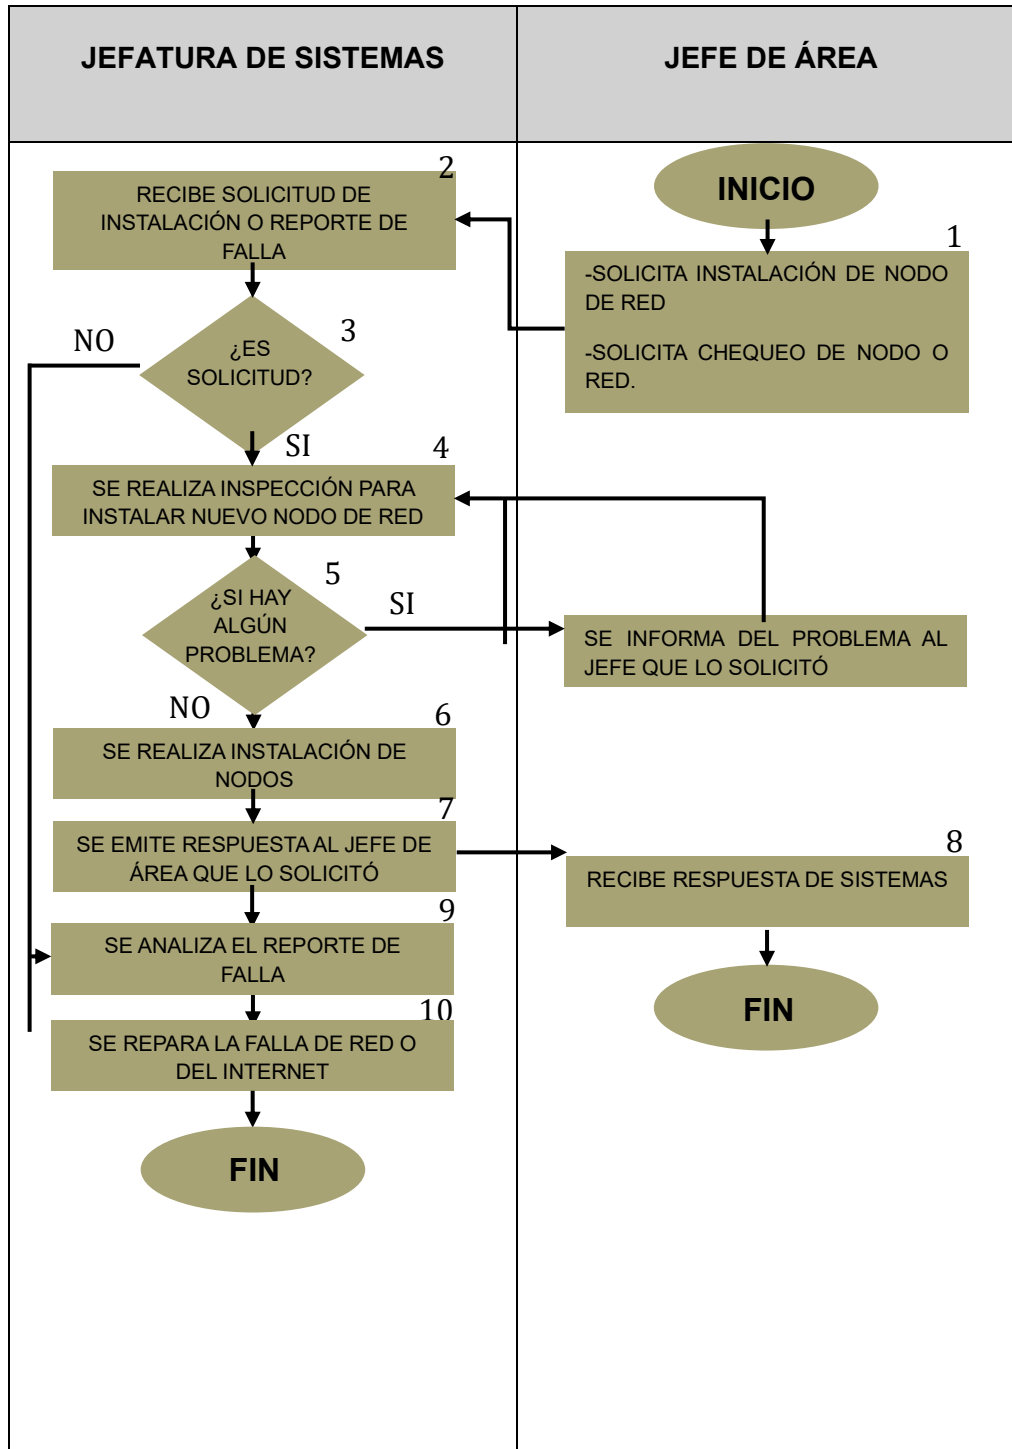 JEFATURA DE SISTEMAS
JEFE DE ÁREA
INICIO
1
-SOLICITA INSTALACIÓN DE NODO
DE RED
-SOLICITA CHEQUEO DE NODO O
RED.
2
RECIBE SOLICITUD DE
INSTALACIÓN O REPORTE DE
FALLA
3
¿ES
SOLICITUD?
NO
SI
4
SE REALIZA INSPECCIÓN PARA
INSTALAR NUEVO NODO DE RED
5
¿SI HAY
ALGÚN
PROBLEMA?
SI
SE INFORMA DEL PROBLEMA AL
JEFE QUE LO SOLICITÓ
NO
6
SE REALIZA INSTALACIÓN DE
NODOS
7
SE EMITE RESPUESTA AL JEFE DE
ÁREA QUE LO SOLICITÓ
8
RECIBE RESPUESTA DE SISTEMAS
FIN
9
SE ANALIZA EL REPORTE DE
FALLA
10
SE REPARA LA FALLA DE RED O
DEL INTERNET
FIN